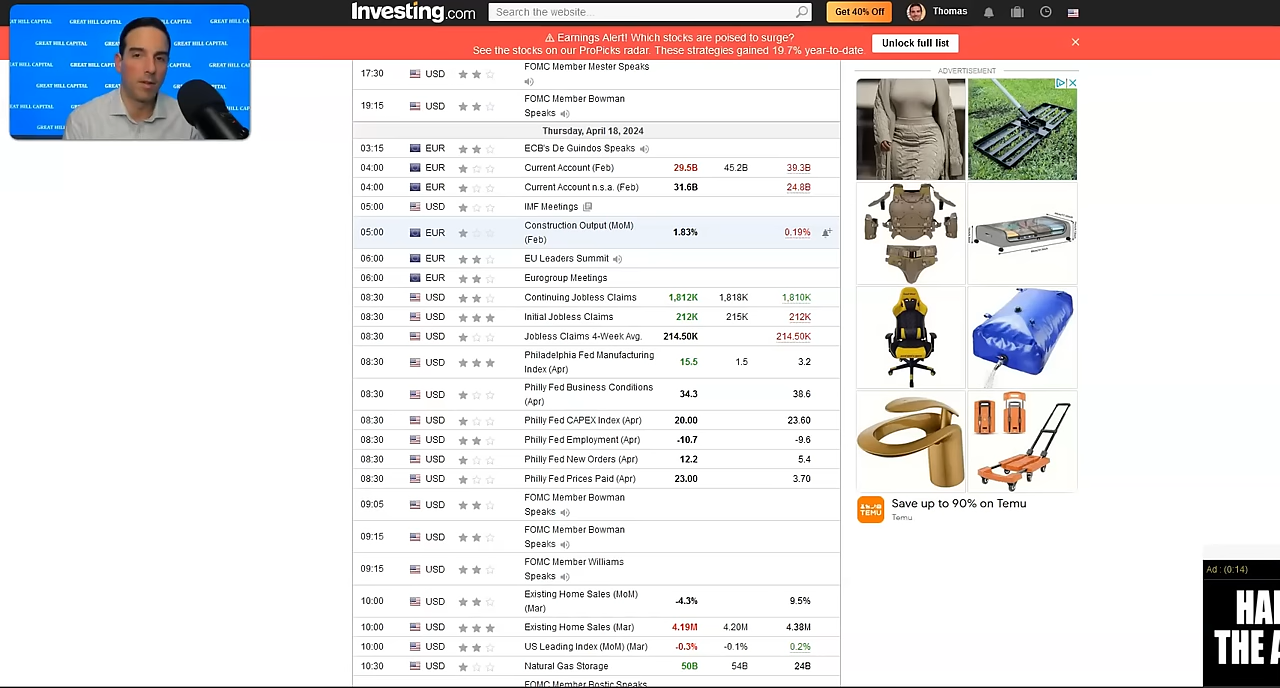 GREAT HILL CAPITAL
Investing.com
Search the website...
Get 40% Off
Thomas
⚠ Earnings Alert! Which stocks are poised to surge?
See the stocks on our ProPicks radar. These strategies gained 19.7% year-to-date.
Unlock full list
17:30 USD FOMC Member Mester Speaks
19:15 USD FOMC Member Bowman
Speaks
Thursday, April 18, 2024
03:15 EUR ECB's De Guindos Speaks
04:00 EUR Current Account (Feb) 29.5B 45.2B 39.3B
04:00 EUR Current Account n.s.a. (Feb) 31.6B 24.8B
05:00 USD IMF Meetings
05:00 EUR Construction Output (MoM)
(Feb) 1.83% 0.19%
06:00 EUR EU Leaders Summit
06:00 EUR Eurogroup Meetings
08:30 USD Continuing Jobless Claims 1,812K 1,818K 1,810K
08:30 USD Initial Jobless Claims 212K 215K 212K
08:30 USD Jobless Claims 4-Week Avg. 214.50K 214.50K
08:30 USD Philadelphia Fed Manufacturing
Index (Apr) 15.5 1.5 3.2
08:30 USD Philly Fed Business Conditions
(Apr) 34.3 38.6
08:30 USD Philly Fed CAPEX Index (Apr) 20.00 23.60
08:30 USD Philly Fed Employment (Apr) -10.7 -9.6
08:30 USD Philly Fed New Orders (Apr) 12.2 5.4
08:30 USD Philly Fed Prices Paid (Apr) 23.00 3.70
09:05 USD FOMC Member Bowman
Speaks
09:15 USD FOMC Member Bowman
Speaks
09:15 USD FOMC Member Williams
Speaks
10:00 USD Existing Home Sales (MoM)
(Mar) -4.3% 9.5%
10:00 USD Existing Home Sales (Mar) 4.19M 4.20M 4.38M
10:00 USD US Leading Index (MoM) (Mar) -0.3% -0.1% 0.2%
10:30 USD Natural Gas Storage 50B 54B 24B
FOMC Member Bostic Speaks
ADVERTISEMENT
TEMU
Save up to 90% on Temu
Temu
Ad : (0:14)
THE